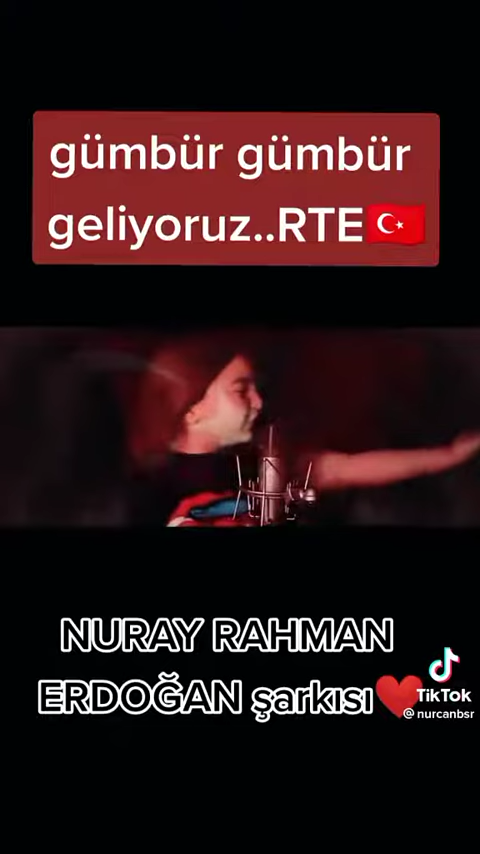 gümbür gümbür
geliyoruz..RTE🇹🇷
NURAY RAHMAN
ERDOĞAN şarkısı❤️
TikTok
@nurcanbsr